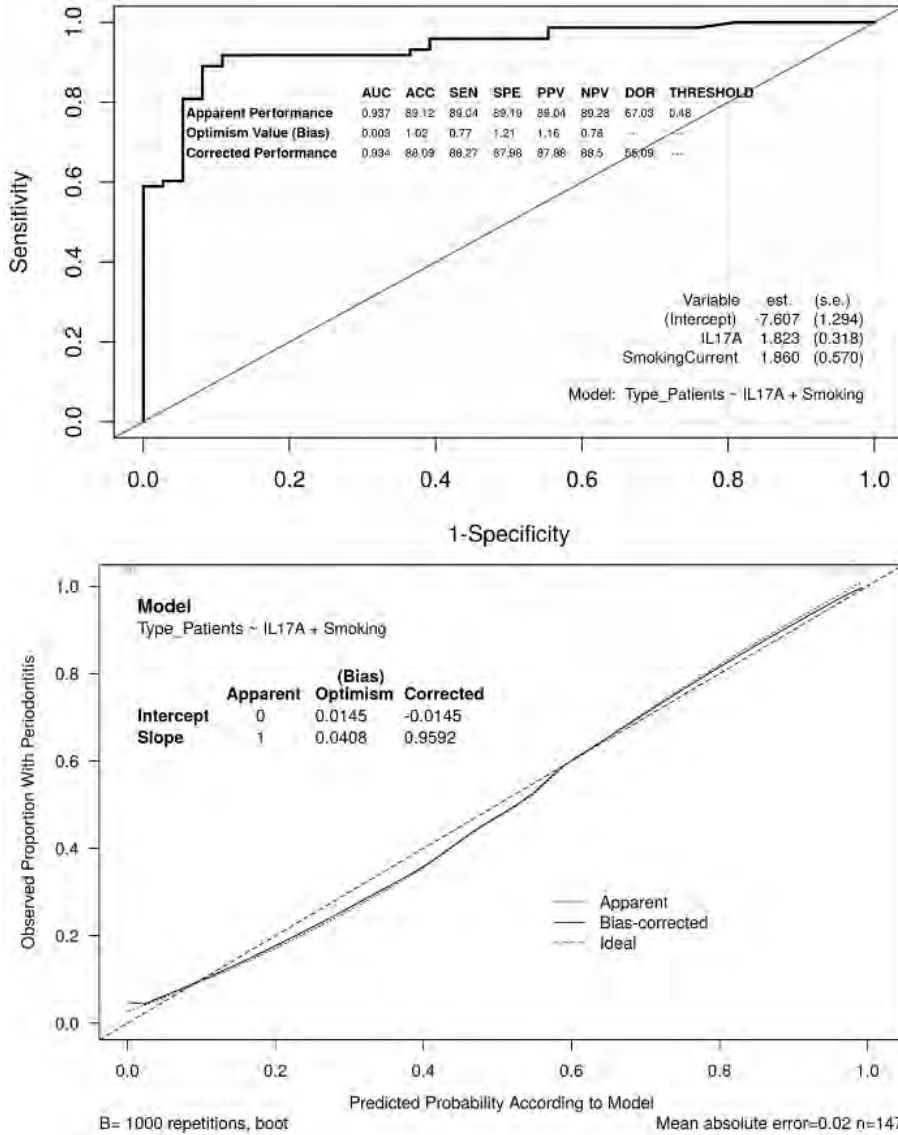 AUC ACC SEN SPE PPV NPV DOR THRESHOLD
Apparent Performance 0.937 89.12 89.04 89.19 89.04 89.28 67.03 0.48
Optimism Value (Bias) 0.003 1.02 0.77 1.21 1.16 0.78 --- ---
Corrected Performance 0.934 88.09 88.27 87.98 87.88 88.5 ---
Sensitivity
0.0 0.2 0.4 0.6 0.8 1.0
Variable est. (s.e.)
(Intercept) -7.607 (1.294)
IL17A 1.823 (0.318)
SmokingCurrent 1.860 (0.570)
Model: Type_Patients ~ IL17A + Smoking
0.0 0.2 0.4 0.6 0.8 1.0
1-Specificity
Observed Proportion With Periodontitis
0.0 0.2 0.4 0.6 0.8 1.0
Model
Type_Patients ~ IL17A + Smoking
(Bias)
Apparent Optimism Corrected
Intercept 0 0.0145 -0.0145
Slope 1 0.0408 0.9592
Apparent
Bias-corrected
Ideal
0.0 0.2 0.4 0.6 0.8 1.0
Predicted Probability According to Model
B= 1000 repetitions, boot
Mean absolute error=0.02 n=147